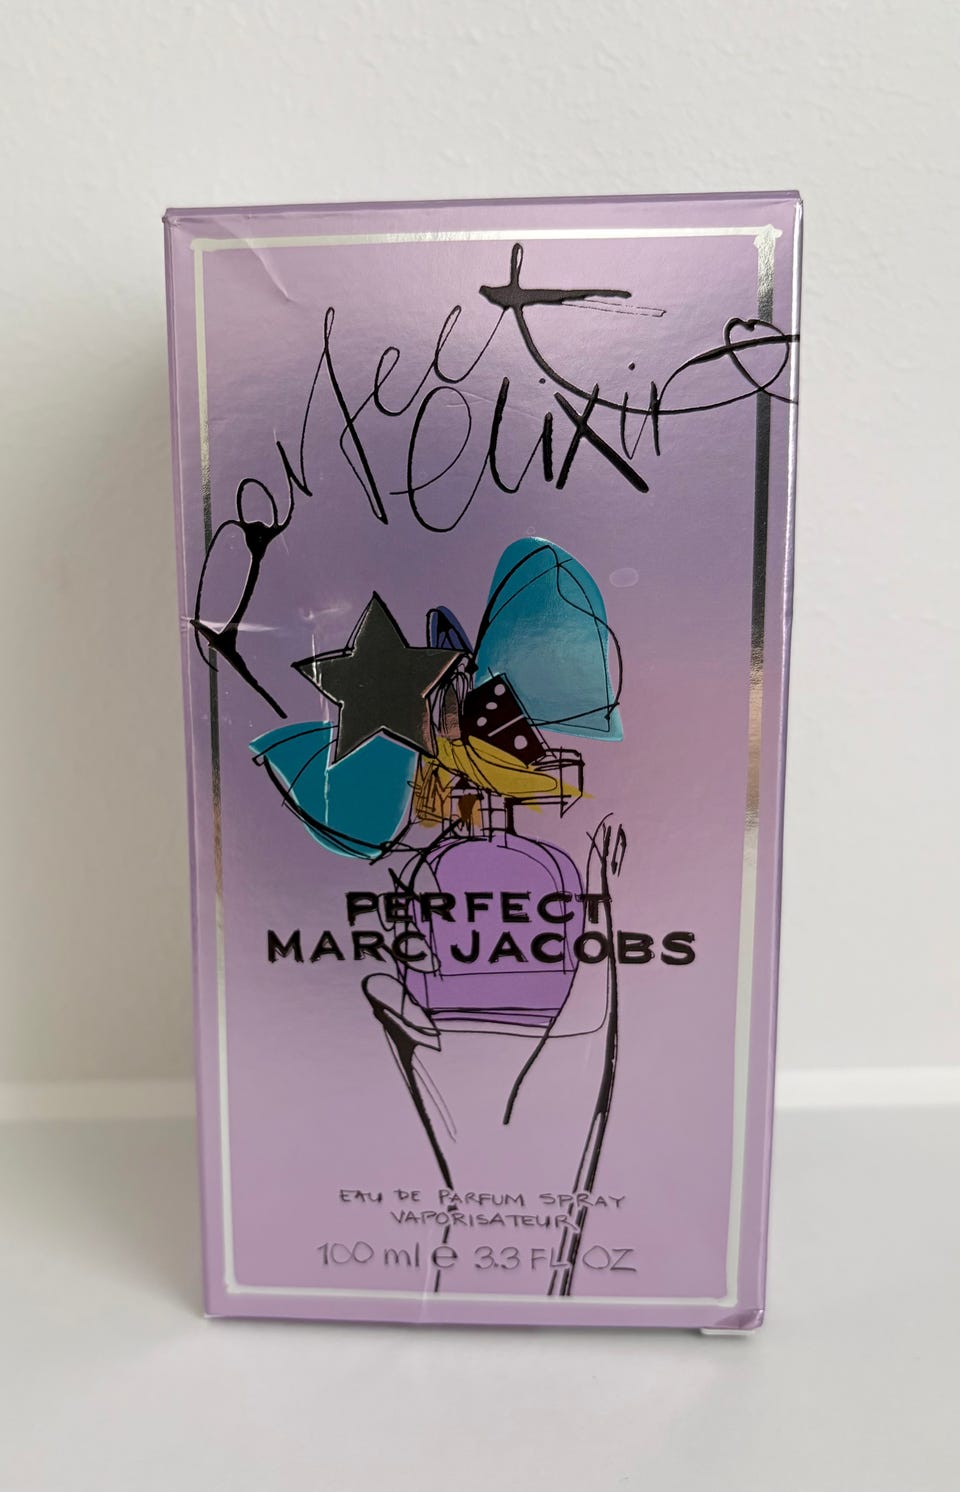 Perfect
elixir
PERFECT
MARC JACOBS
EAU DE PARFUM SPRAY
VAPORISATEUR
100 ml e 3.3 FL OZ